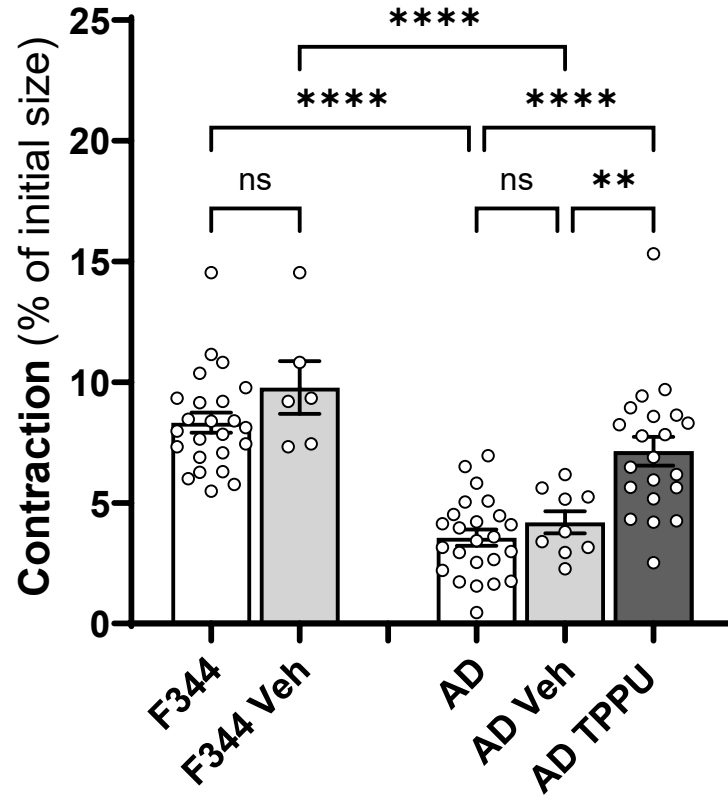 Contraction (% of initial size)
25
20
15
10
5
0
****
**** ****
ns ns **
F344
F344 Veh
AD
AD Veh
AD TPPU